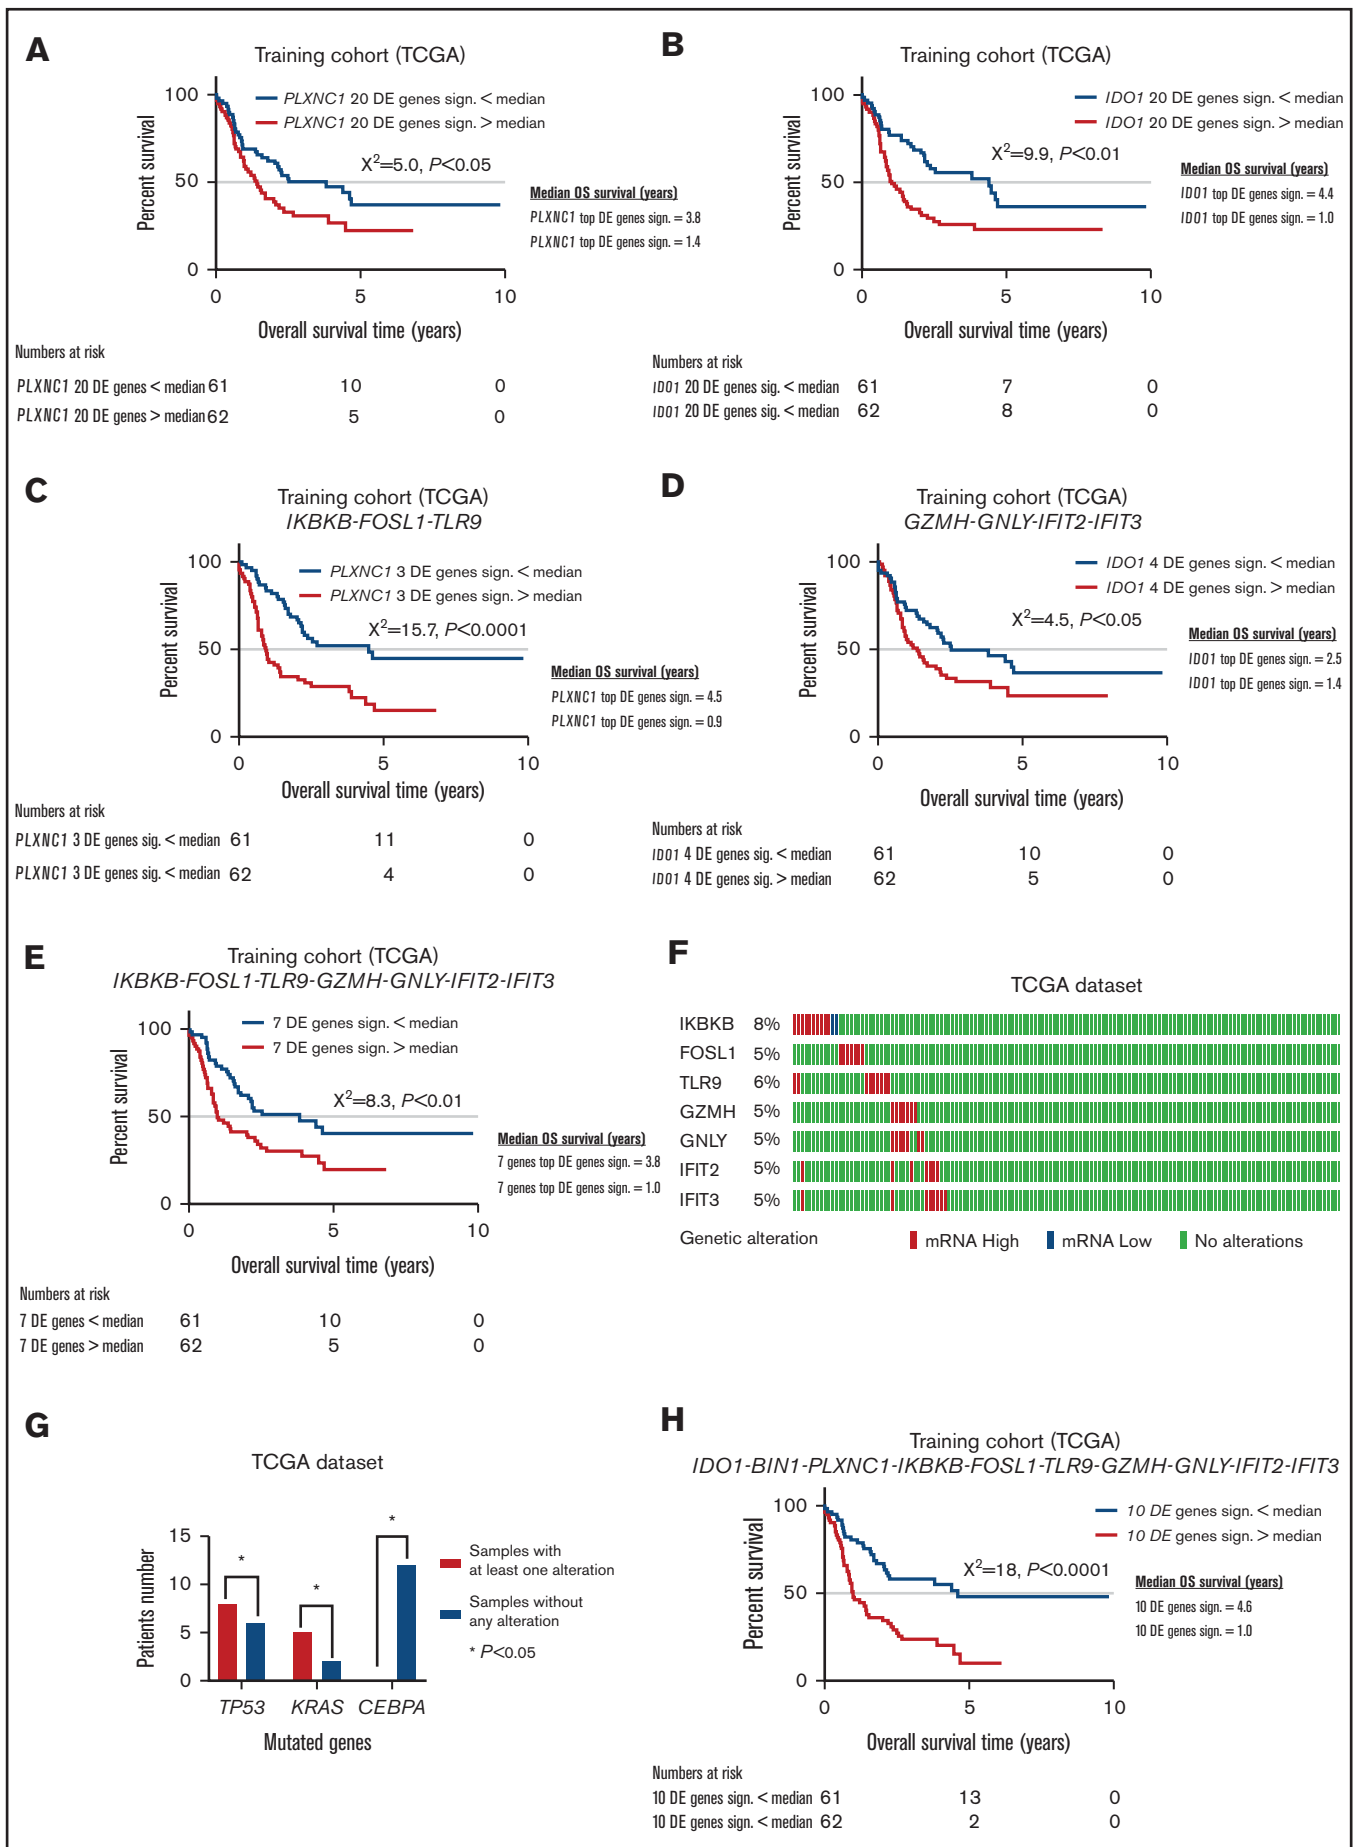 A
Training cohort (TCGA)
100
50
0
Percent survival
PLXNC1 20 DE genes sign. < median
PLXNC1 20 DE genes sign. > median
X²=5.0, P<0.05
Median OS survival (years)
PLXNC1 top DE genes sign. = 3.8
PLXNC1 top DE genes sign. = 1.4
0 5 10
Overall survival time (years)
Numbers at risk
PLXNC1 20 DE genes < median 61 10 0
PLXNC1 20 DE genes > median 62 5 0
B
Training cohort (TCGA)
100
50
0
Percent survival
IDO1 20 DE genes sign. < median
IDO1 20 DE genes sign. > median
X²=9.9, P<0.01
Median OS survival (years)
IDO1 top DE genes sign. = 4.4
IDO1 top DE genes sign. = 1.0
0 5 10
Overall survival time (years)
Numbers at risk
IDO1 20 DE genes sig. < median 61 7 0
IDO1 20 DE genes sig. < median 62 8 0
C
Training cohort (TCGA)
IKBKB-FOSL1-TLR9
100
50
0
Percent survival
PLXNC1 3 DE genes sign. < median
PLXNC1 3 DE genes sign. > median
X²=15.7, P<0.0001
Median OS survival (years)
PLXNC1 top DE genes sign. = 4.5
PLXNC1 top DE genes sign. = 0.9
0 5 10
Overall survival time (years)
Numbers at risk
PLXNC1 3 DE genes sig. < median 61 11 0
PLXNC1 3 DE genes sig. < median 62 4 0
D
Training cohort (TCGA)
GZMH-GNLY-IFIT2-IFIT3
100
50
0
Percent survival
IDO1 4 DE genes sign. < median
IDO1 4 DE genes sign. > median
X²=4.5, P<0.05
Median OS survival (years)
IDO1 top DE genes sign. = 2.5
IDO1 top DE genes sign. = 1.4
0 5 10
Overall survival time (years)
Numbers at risk
IDO1 4 DE genes sig. < median 61 10 0
IDO1 4 DE genes sig. > median 62 5 0
E
Training cohort (TCGA)
IKBKB-FOSL1-TLR9-GZMH-GNLY-IFIT2-IFIT3
100
50
0
Percent survival
7 DE genes sign. < median
7 DE genes sign. > median
X²=8.3, P<0.01
Median OS survival (years)
7 genes top DE genes sign. = 3.8
7 genes top DE genes sign. = 1.0
0 5 10
Overall survival time (years)
Numbers at risk
7 DE genes < median 61 10 0
7 DE genes > median 62 5 0
F
TCGA dataset
IKBKB 8%
FOSL1 5%
TLR9 6%
GZMH 5%
GNLY 5%
IFIT2 5%
IFIT3 5%
Genetic alteration mRNA High mRNA Low No alterations
G
TCGA dataset
15
10
5
0
Patients number
* * *
Samples with
at least one alteration
Samples without
any alteration
* P<0.05
TP53 KRAS CEBPA
Mutated genes
H
Training cohort (TCGA)
IDO1-BIN1-PLXNC1-IKBKB-FOSL1-TLR9-GZMH-GNLY-IFIT2-IFIT3
100
50
0
Percent survival
10 DE genes sign. < median
10 DE genes sign. > median
X²=18, P<0.0001
Median OS survival (years)
10 DE genes sign. = 4.6
10 DE genes sign. = 1.0
0 5 10
Overall survival time (years)
Numbers at risk
10 DE genes sign. < median 61 13 0
10 DE genes sign. < median 62 2 0